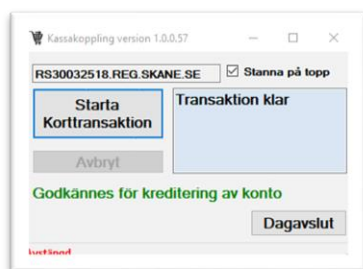 Kassakoppling version 1.0.0.57
RS30032518.REG.SKANE.SE
Stanna på topp
Starta
Korttransaktion
Transaktion klar
Avbryt
Godkännes för kreditering av konto
Dagavslut